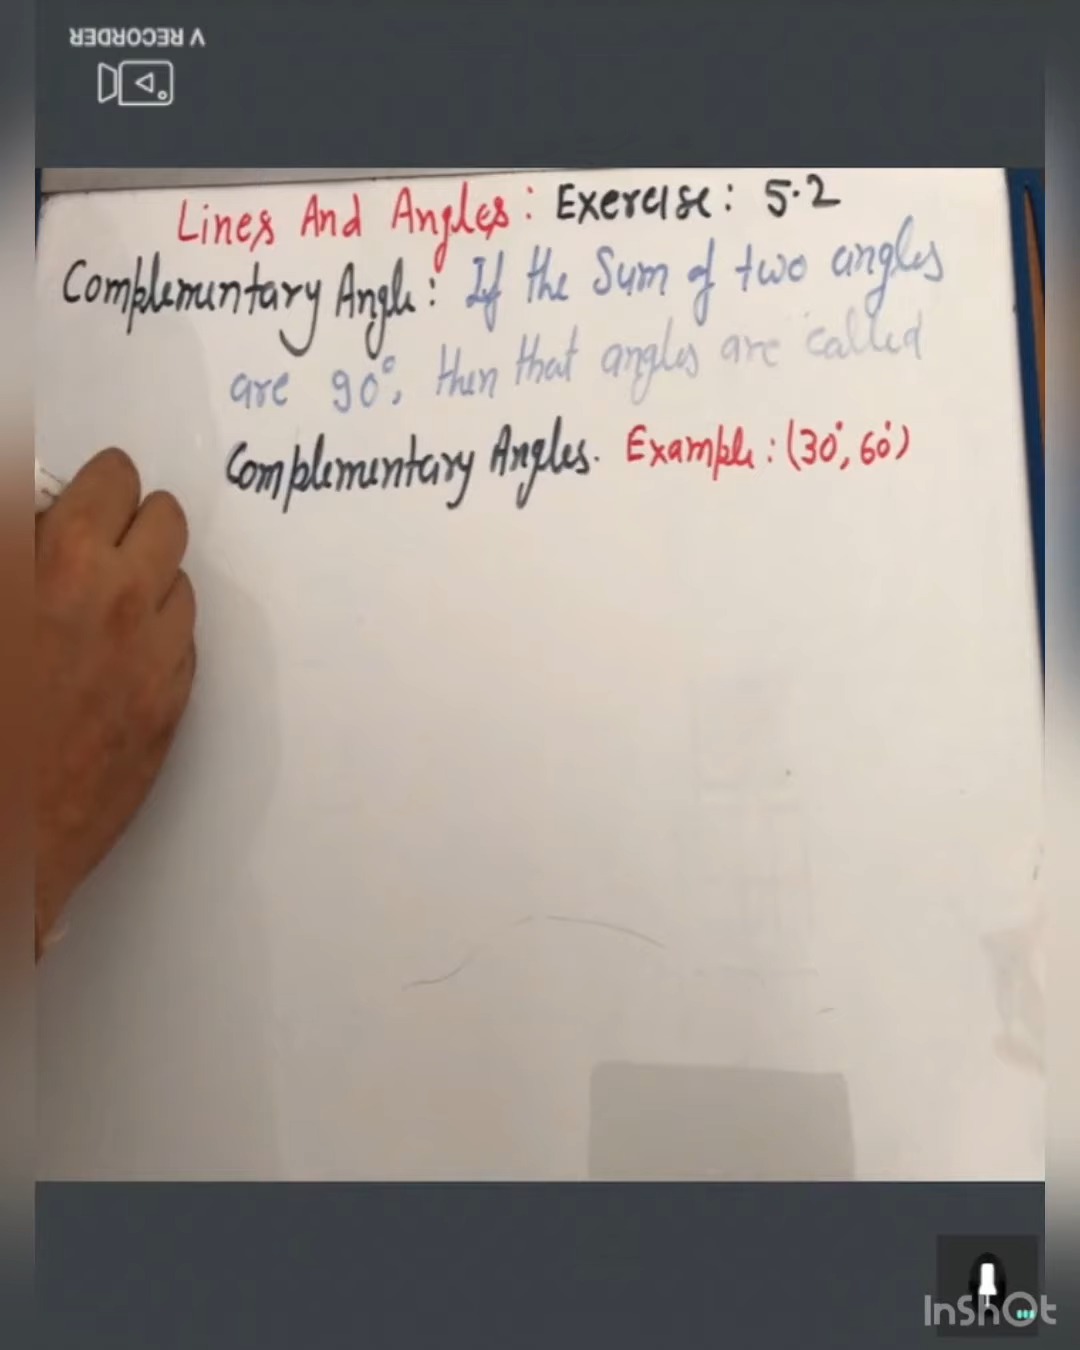 V RECORDER
Lines And Angles: Exercise: 5.2
Complementary Angle: If the Sum of two angles
are 90°, then that angles are called
Complementary Angles. Example: (30°, 60°)
InShOt